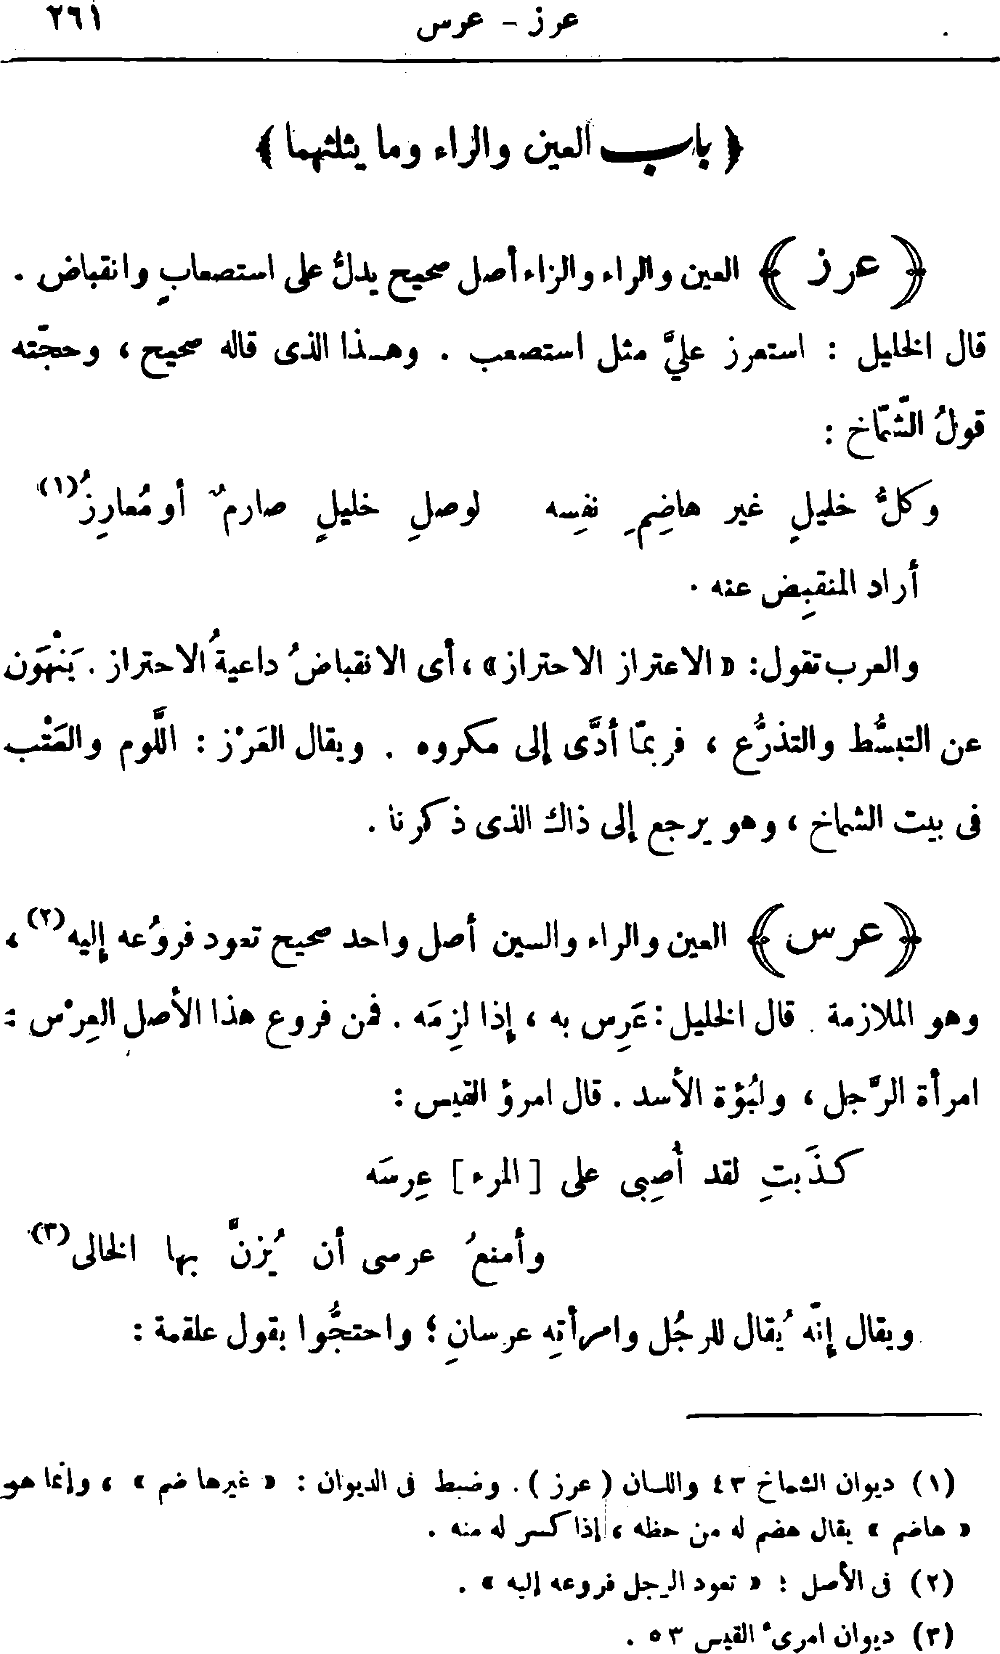 عرز – عرس ٢٦١
﴿ باب العين والراء وما يثلثهما ﴾
﴿ عرز ﴾ العين والراء والزاء أصل صحيح يدلُّ على استصعابٍ وانقباض .
قال الخليل : استعرز عليَّ مثل استصعب . وهـذا الذى قاله صحيح ، وحجّته
قولُ الشّمّاخ :
وكلُّ خليلٍ غير هاضِمِ نفسِه لوصلِ خليلٍ صارمٌ أو مُعارِزُ(١)
أراد المنقبِض عنه .
والعرب تقول: «الاعتراز الاحتراز»، أى الانقباضُ داعيةُ الاحتراز . يَنْهَون
عن التبسُّط والتذرُّع ، فربمّا أدَّى إلى مكروه . ويقال العَرْز : اللَّوم والعَتْب
فى بيت الشماخ ، وهو يرجع إلى ذاك الذى ذكرنا .
﴿ عرس ﴾ العين والراء والسين أصل واحد صحيح تعود فروعُه إليه(٢) ،
وهو الملازمة . قال الخليل: عَرِس به ، إذا لزِمَه . فمن فروع هذا الأصل العِرْس :
امرأة الرَّجل ، ولبُؤة الأسد . قال امرؤ القيس :
كذَبتِ لقد أُصبِى على [ المرء ] عِرسَه
وأمنعُ عرسى أن يُزنَّ بها الخالى(٣)
ويقال إنّه يُقال للرجُل وامرأتِه عرسانِ ؛ واحتجُّوا بقول علقمة :
(١) ديوان الشماخ ٤٣ واللسان ( عرز ) . وضبط فى الديوان : « غيرها ضم » ، وإنما هو
« هاضم » يقال هضم له من حظه ، إذا كسر له منه .
(٢) فى الأصل : « تعود الرجل فروعه إليه » .
(٣) ديوان امرئ القيس ٥٣ .